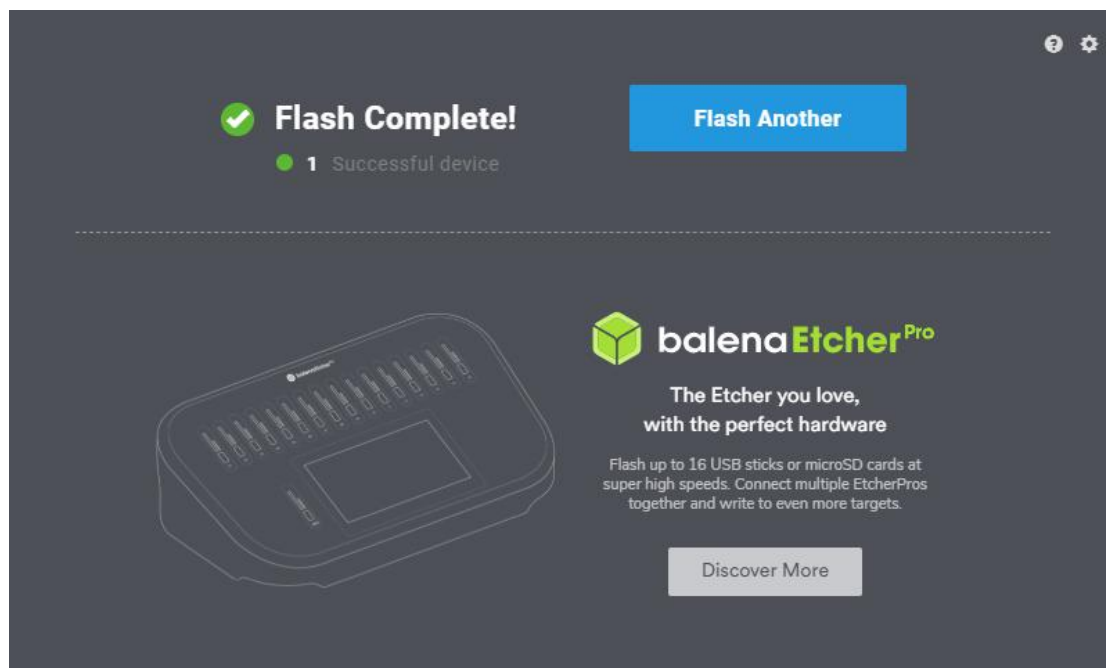 Flash Complete!
Flash Another
1 Successful device
balenaEtcher Pro
The Etcher you love,
with the perfect hardware
Flash up to 16 USB sticks or microSD cards at
super high speeds. Connect multiple EtcherPros
together and write to even more targets.
Discover More